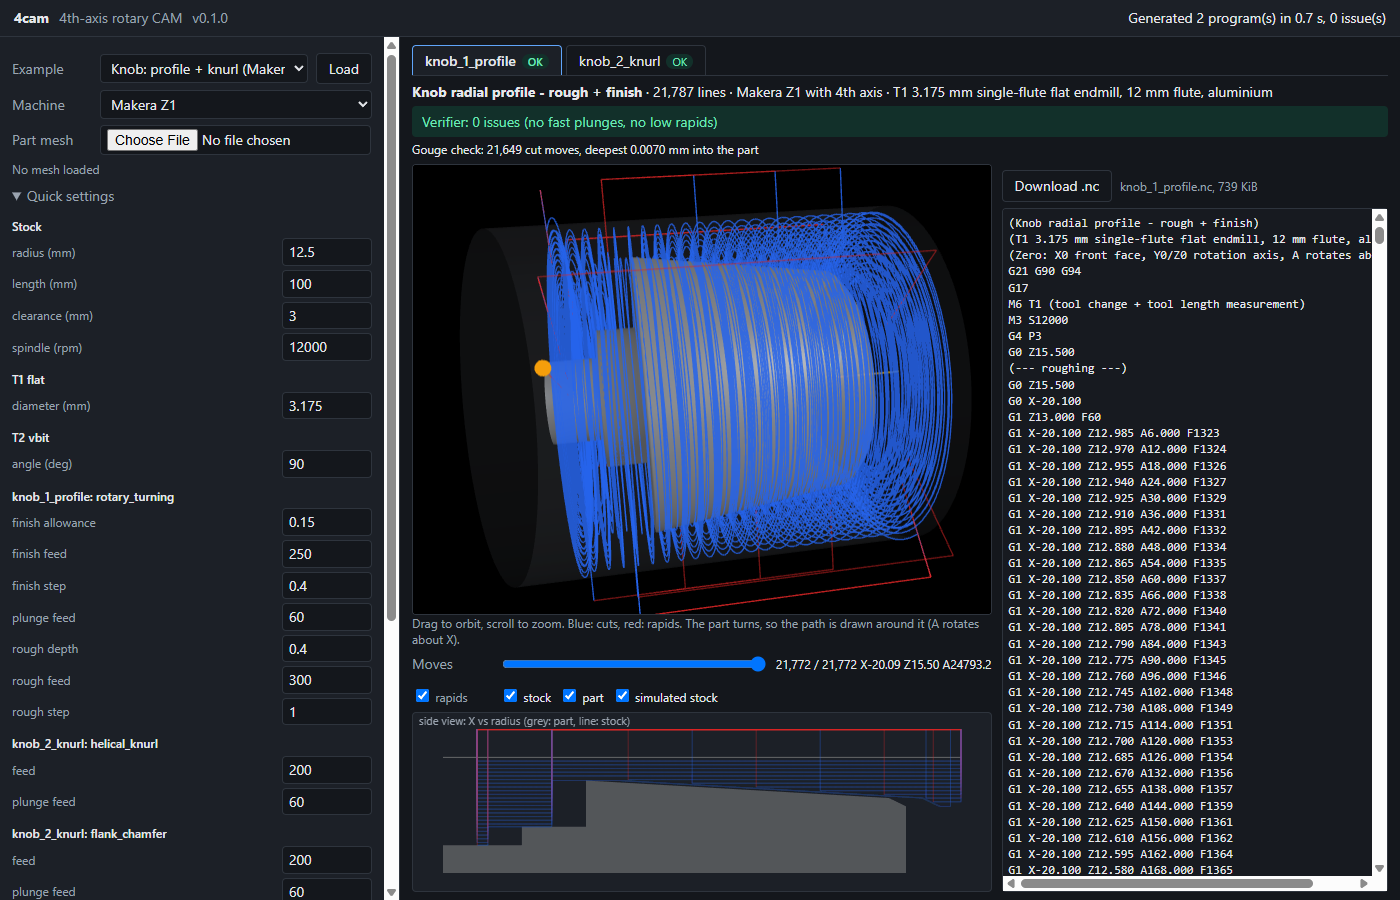 4cam 4th-axis rotary CAM v0.1.0
Generated 2 program(s) in 0.7 s, 0 issue(s)
Example Knob: profile + knurl (Maker Load
Machine Makera Z1
Part mesh Choose File No file chosen
No mesh loaded
▼ Quick settings
Stock
radius (mm) 12.5
length (mm) 100
clearance (mm) 3
spindle (rpm) 12000
T1 flat
diameter (mm) 3.175
T2 vbit
angle (deg) 90
knob_1_profile: rotary_turning
finish allowance 0.15
finish feed 250
finish step 0.4
plunge feed 60
rough depth 0.4
rough feed 300
rough step 1
knob_2_knurl: helical_knurl
feed 200
plunge feed 60
knob_2_knurl: flank_chamfer
feed 200
plunge feed 60
knob_1_profile OK knob_2_knurl OK
Knob radial profile - rough + finish · 21,787 lines · Makera Z1 with 4th axis · T1 3.175 mm single-flute flat endmill, 12 mm flute, aluminium
Verifier: 0 issues (no fast plunges, no low rapids)
Gouge check: 21,649 cut moves, deepest 0.0070 mm into the part
Drag to orbit, scroll to zoom. Blue: cuts, red: rapids. The part turns, so the path is drawn around it (A rotates
about X).
Moves 21,772 / 21,772 X-20.09 Z15.50 A24793.2
rapids stock part simulated stock
side view: X vs radius (grey: part, line: stock)
Download .nc knob_1_profile.nc, 739 KiB
(Knob radial profile - rough + finish)
(T1 3.175 mm single-flute flat endmill, 12 mm flute, al
(Zero: X0 front face, Y0/Z0 rotation axis, A rotates ab
G21 G90 G94
G17
M6 T1 (tool change + tool length measurement)
M3 S12000
G4 P3
G0 Z15.500
(--- roughing ---)
G0 Z15.500
G0 X-20.100
G1 Z13.000 F60
G1 X-20.100 Z12.985 A6.000 F1323
G1 X-20.100 Z12.970 A12.000 F1324
G1 X-20.100 Z12.955 A18.000 F1326
G1 X-20.100 Z12.940 A24.000 F1327
G1 X-20.100 Z12.925 A30.000 F1329
G1 X-20.100 Z12.910 A36.000 F1331
G1 X-20.100 Z12.895 A42.000 F1332
G1 X-20.100 Z12.880 A48.000 F1334
G1 X-20.100 Z12.865 A54.000 F1335
G1 X-20.100 Z12.850 A60.000 F1337
G1 X-20.100 Z12.835 A66.000 F1338
G1 X-20.100 Z12.820 A72.000 F1340
G1 X-20.100 Z12.805 A78.000 F1341
G1 X-20.100 Z12.790 A84.000 F1343
G1 X-20.100 Z12.775 A90.000 F1345
G1 X-20.100 Z12.760 A96.000 F1346
G1 X-20.100 Z12.745 A102.000 F1348
G1 X-20.100 Z12.730 A108.000 F1349
G1 X-20.100 Z12.715 A114.000 F1351
G1 X-20.100 Z12.700 A120.000 F1353
G1 X-20.100 Z12.685 A126.000 F1354
G1 X-20.100 Z12.670 A132.000 F1356
G1 X-20.100 Z12.655 A138.000 F1357
G1 X-20.100 Z12.640 A144.000 F1359
G1 X-20.100 Z12.625 A150.000 F1361
G1 X-20.100 Z12.610 A156.000 F1362
G1 X-20.100 Z12.595 A162.000 F1364
G1 X-20.100 Z12.580 A168.000 F1365